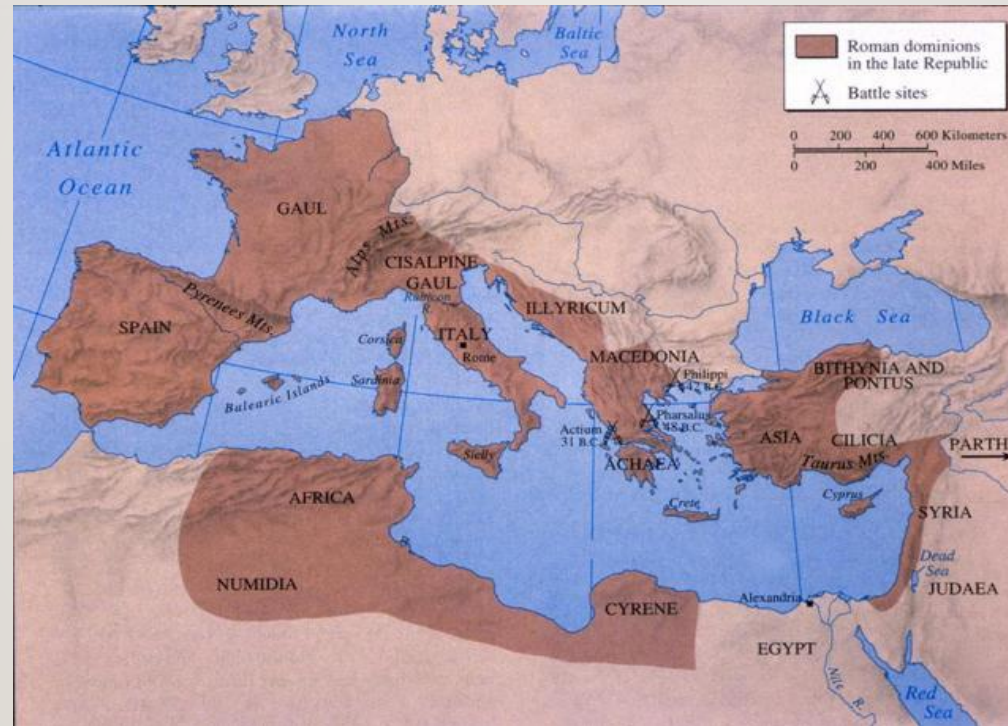 North
Sea
Baltic
Sea
Roman dominions
in the late Republic
Battle sites
0 200 400 600 Kilometers
0 200 400 Miles
Atlantic
Ocean
GAUL
Alps Mts.
CISALPINE
GAUL
Rubicon
R.
Pyrenees Mts.
SPAIN
ILLYRICUM
Black Sea
Corsica
ITALY
Rome
MACEDONIA
Philippi
42 B.C.
BITHYNIA AND
PONTUS
Sardinia
Balearic Islands
Pharsalus
48 B.C.
Actium
31 B.C.
ASIA
CILICIA
PARTH
Taurus Mts.
Sicily
ACHAEA
AFRICA
Crete
Cyprus
SYRIA
Dead
Sea
JUDAEA
NUMIDIA
CYRENE
Alexandria
EGYPT
Nile R.
Red
Sea